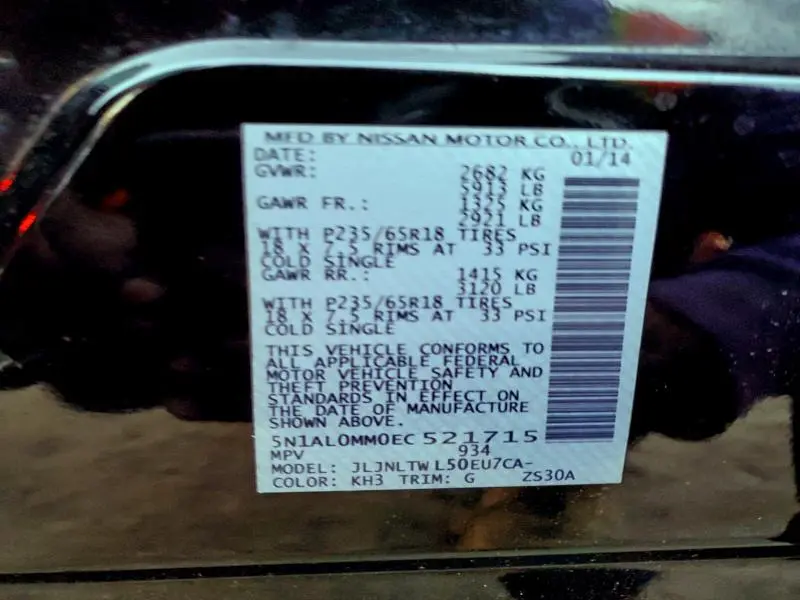 MFD BY NISSAN MOTOR CO., LTD.
DATE: 01/14
GVWR: 2682 KG
5913 LB
GAWR FR.: 1325 KG
2921 LB
WITH P235/65R18 TIRES
18 X 7.5 RIMS AT 33 PSI
COLD SINGLE
GAWR RR.: 1415 KG
3120 LB
WITH P235/65R18 TIRES
18 X 7.5 RIMS AT 33 PSI
COLD SINGLE
THIS VEHICLE CONFORMS TO
ALL APPLICABLE FEDERAL
MOTOR VEHICLE SAFETY AND
THEFT PREVENTION
STANDARDS IN EFFECT ON
THE DATE OF MANUFACTURE
SHOWN ABOVE.
5N1AL0MM0EC 521715
MPV 934
MODEL: JLJNLTW L50EU7CA-
COLOR: KH3 TRIM: G ZS30A